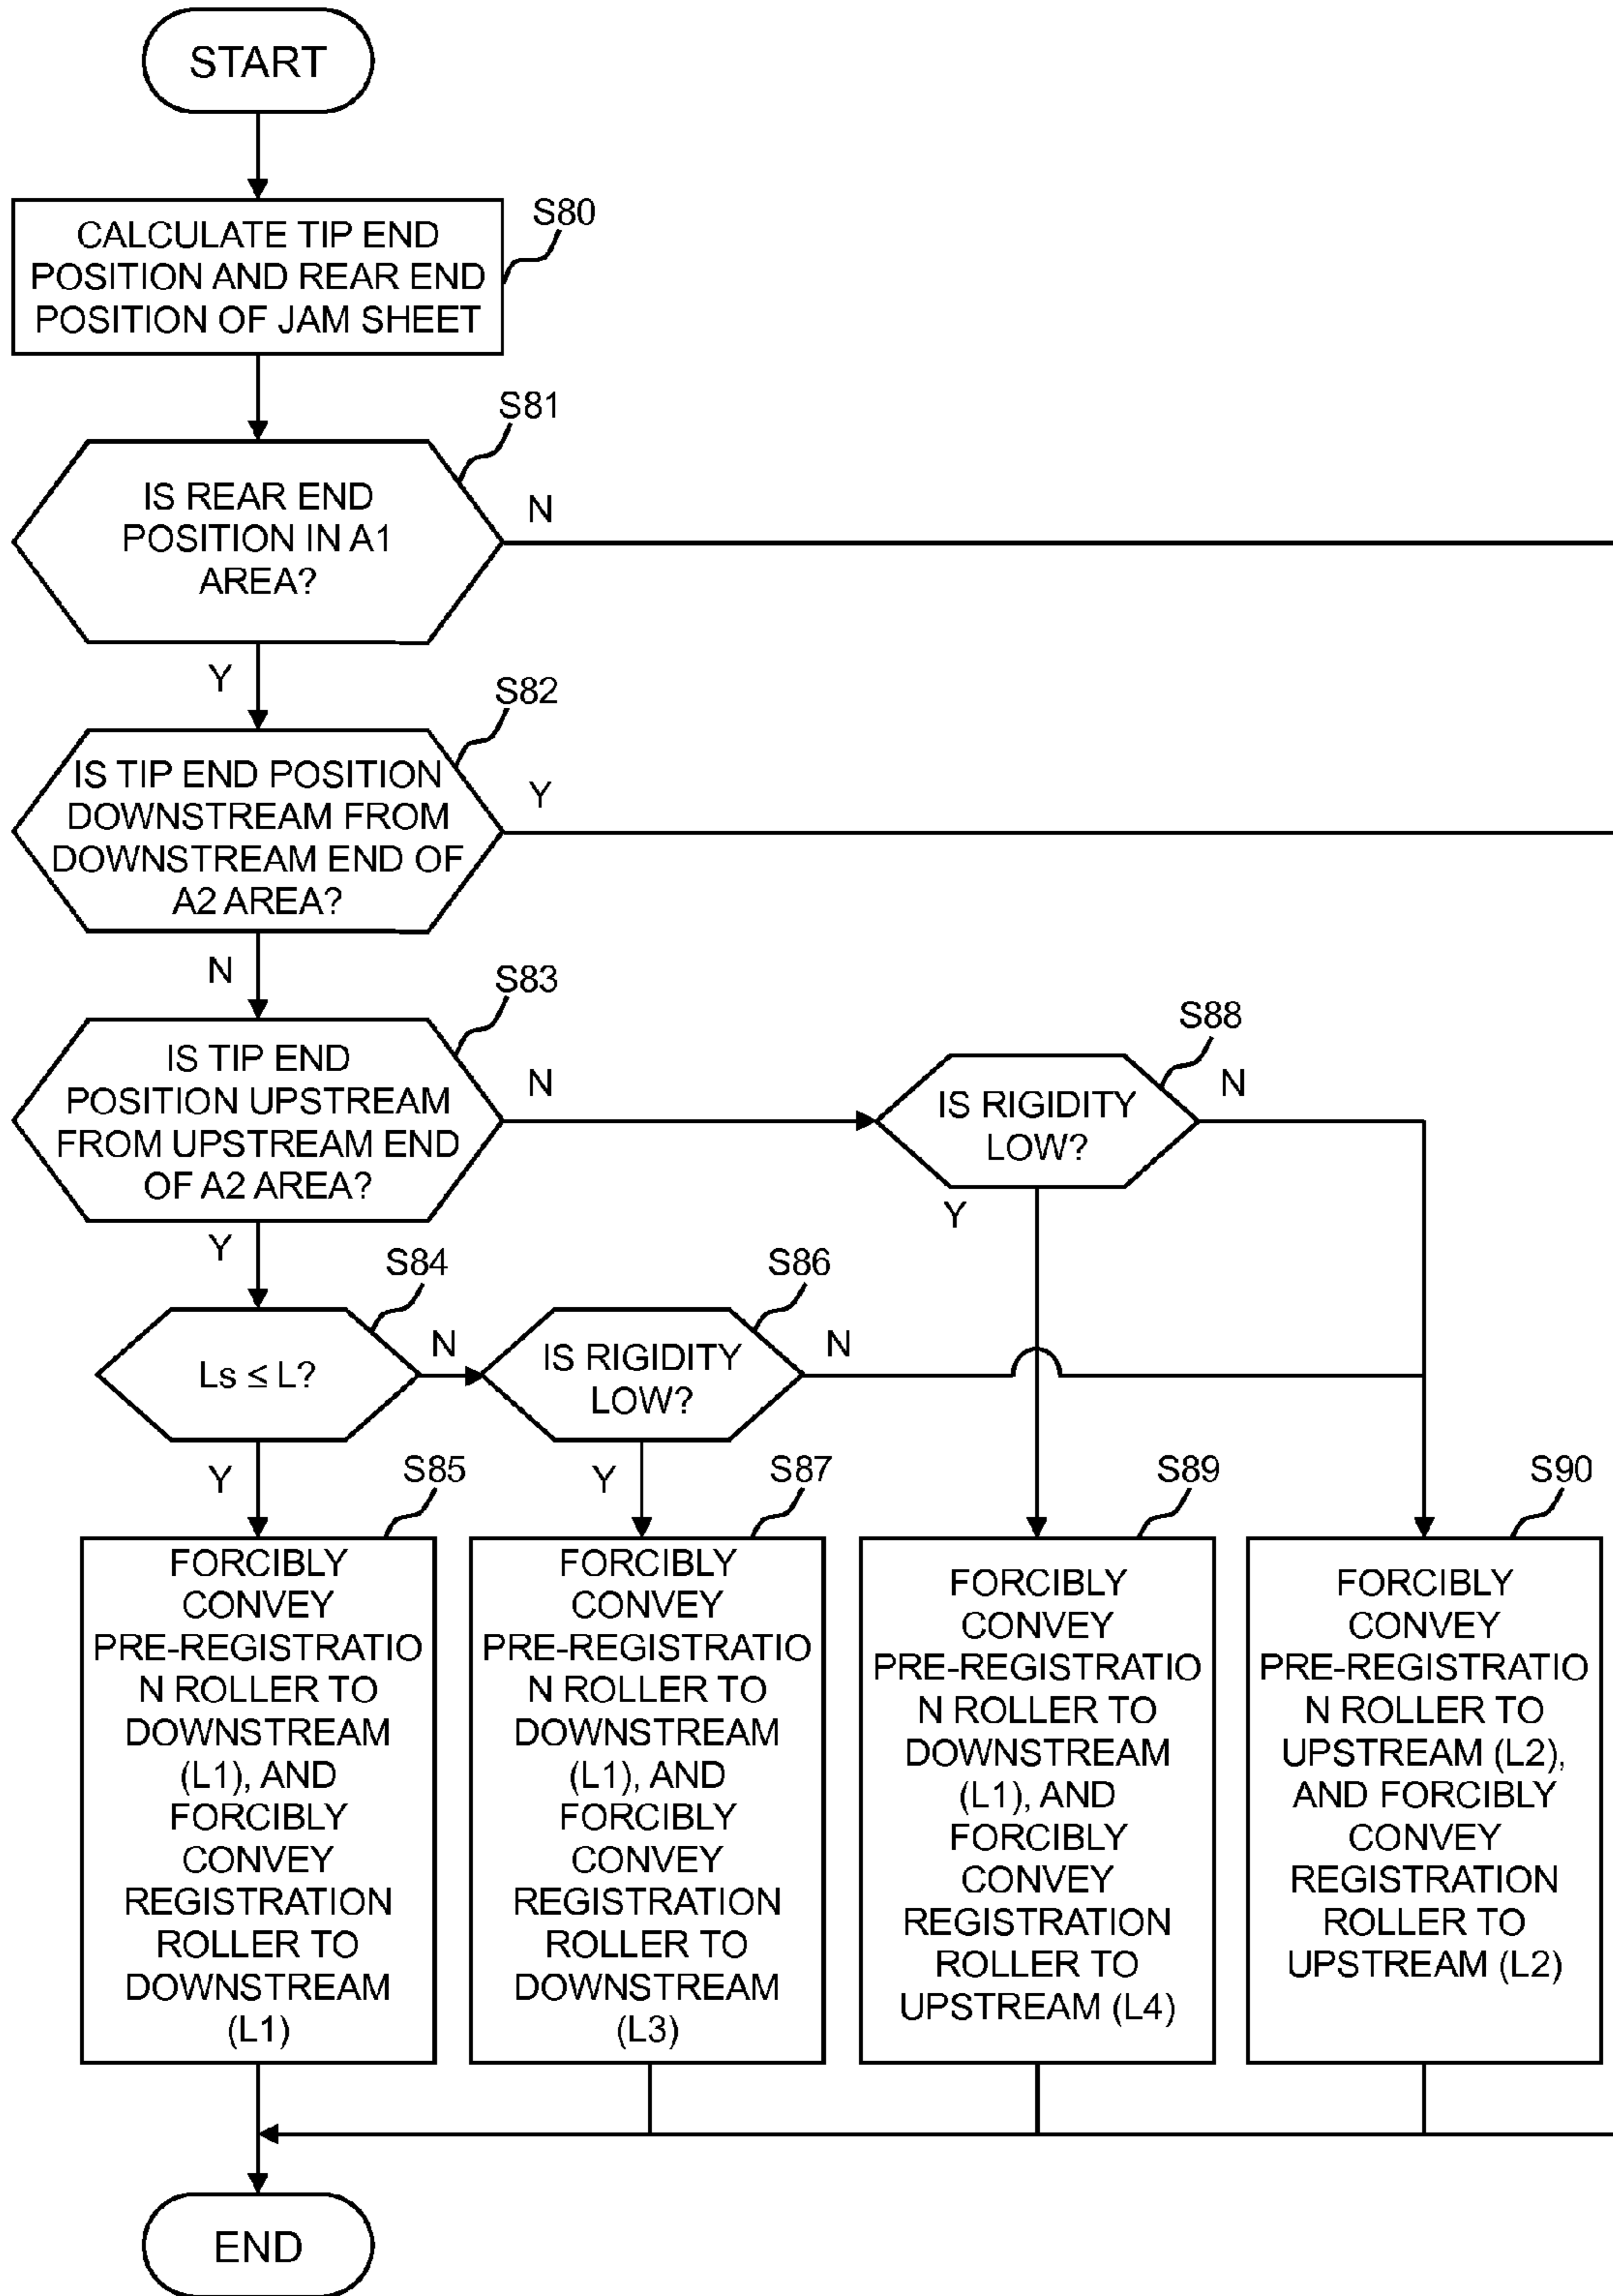 START
S80
CALCULATE TIP END
POSITION AND REAR END
POSITION OF JAM SHEET
S81
IS REAR END
POSITION IN A1
AREA?
N
Y
S82
IS TIP END POSITION
DOWNSTREAM FROM
DOWNSTREAM END OF
A2 AREA?
Y
N
S83
IS TIP END
POSITION UPSTREAM
FROM UPSTREAM END
OF A2 AREA?
N
Y
S88
IS RIGIDITY
LOW?
N
Y
S84
Ls ≤ L?
N
Y
S86
IS RIGIDITY
LOW?
N
Y
S85
FORCIBLY
CONVEY
PRE-REGISTRATIO
N ROLLER TO
DOWNSTREAM
(L1), AND
FORCIBLY
CONVEY
REGISTRATION
ROLLER TO
DOWNSTREAM
(L1)
S87
FORCIBLY
CONVEY
PRE-REGISTRATIO
N ROLLER TO
DOWNSTREAM
(L1), AND
FORCIBLY
CONVEY
REGISTRATION
ROLLER TO
DOWNSTREAM
(L3)
S89
FORCIBLY
CONVEY
PRE-REGISTRATIO
N ROLLER TO
DOWNSTREAM
(L1), AND
FORCIBLY
CONVEY
REGISTRATION
ROLLER TO
UPSTREAM (L4)
S90
FORCIBLY
CONVEY
PRE-REGISTRATIO
N ROLLER TO
UPSTREAM (L2),
AND FORCIBLY
CONVEY
REGISTRATION
ROLLER TO
UPSTREAM (L2)
END